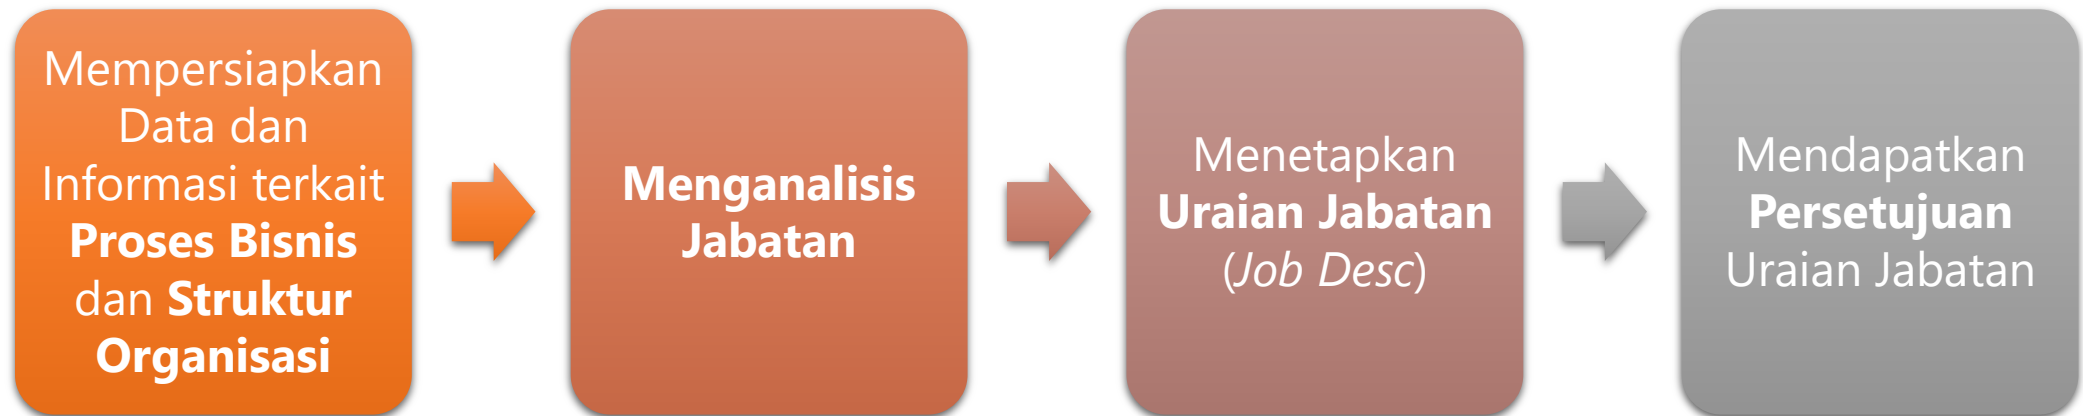 Mempersiapkan
Data dan
Informasi terkait
Proses Bisnis
dan Struktur
Organisasi
Menganalisis
Jabatan
Menetapkan
Uraian Jabatan
(Job Desc)
Mendapatkan
Persetujuan
Uraian Jabatan